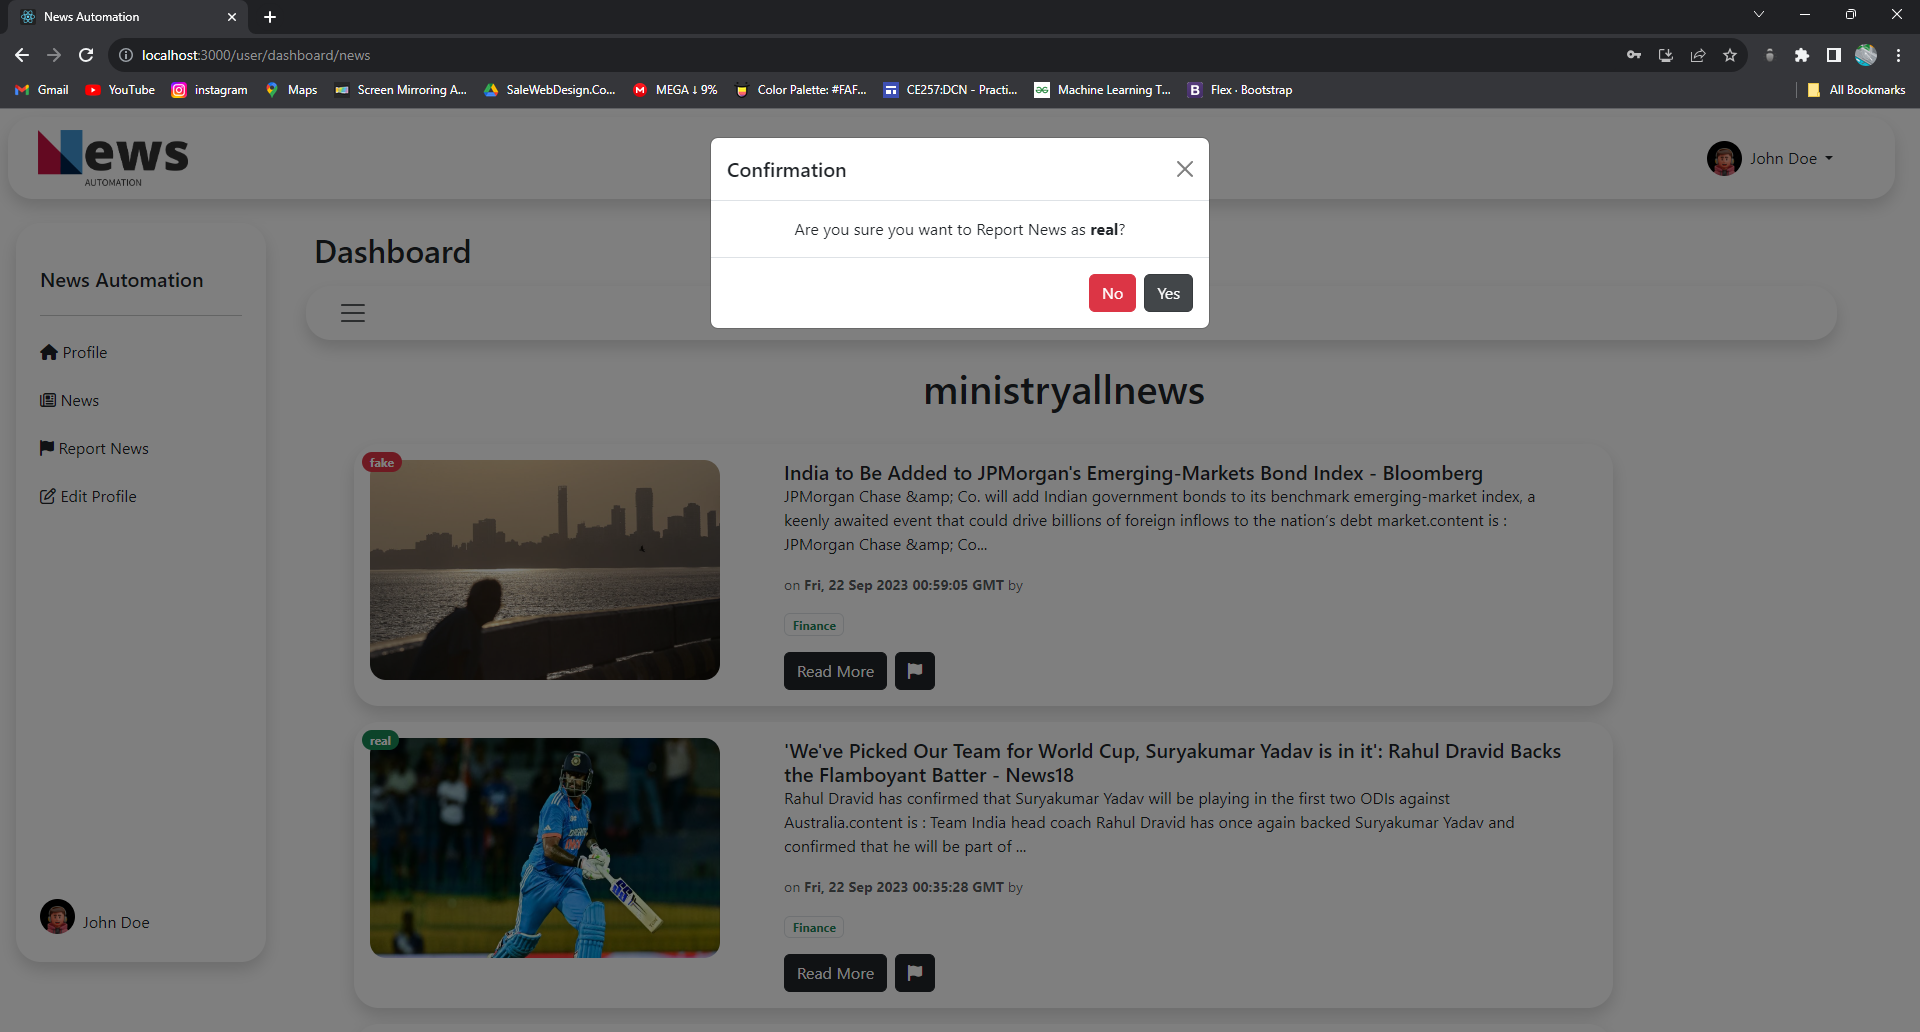 News Automation
localhost:3000/user/dashboard/news
Gmail
YouTube
instagram
Maps
Screen Mirroring A...
SaleWebDesign.Co...
MEGA ↓ 9%
Color Palette: #FAF...
CE257:DCN - Practi...
Machine Learning T...
Flex · Bootstrap
All Bookmarks
News
AUTOMATION
John Doe
Confirmation
Are you sure you want to Report News as real?
No
Yes
News Automation
Profile
News
Report News
Edit Profile
John Doe
Dashboard
ministryallnews
fake
India to Be Added to JPMorgan's Emerging-Markets Bond Index - Bloomberg
JPMorgan Chase &amp; Co. will add Indian government bonds to its benchmark emerging-market index, a
keenly awaited event that could drive billions of foreign inflows to the nation's debt market.content is :
JPMorgan Chase &amp; Co...
on Fri, 22 Sep 2023 00:59:05 GMT by
Finance
Read More
real
'We've Picked Our Team for World Cup, Suryakumar Yadav is in it': Rahul Dravid Backs
the Flamboyant Batter - News18
Rahul Dravid has confirmed that Suryakumar Yadav will be playing in the first two ODIs against
Australia.content is : Team India head coach Rahul Dravid has once again backed Suryakumar Yadav and
confirmed that he will be part of ...
on Fri, 22 Sep 2023 00:35:28 GMT by
Finance
Read More